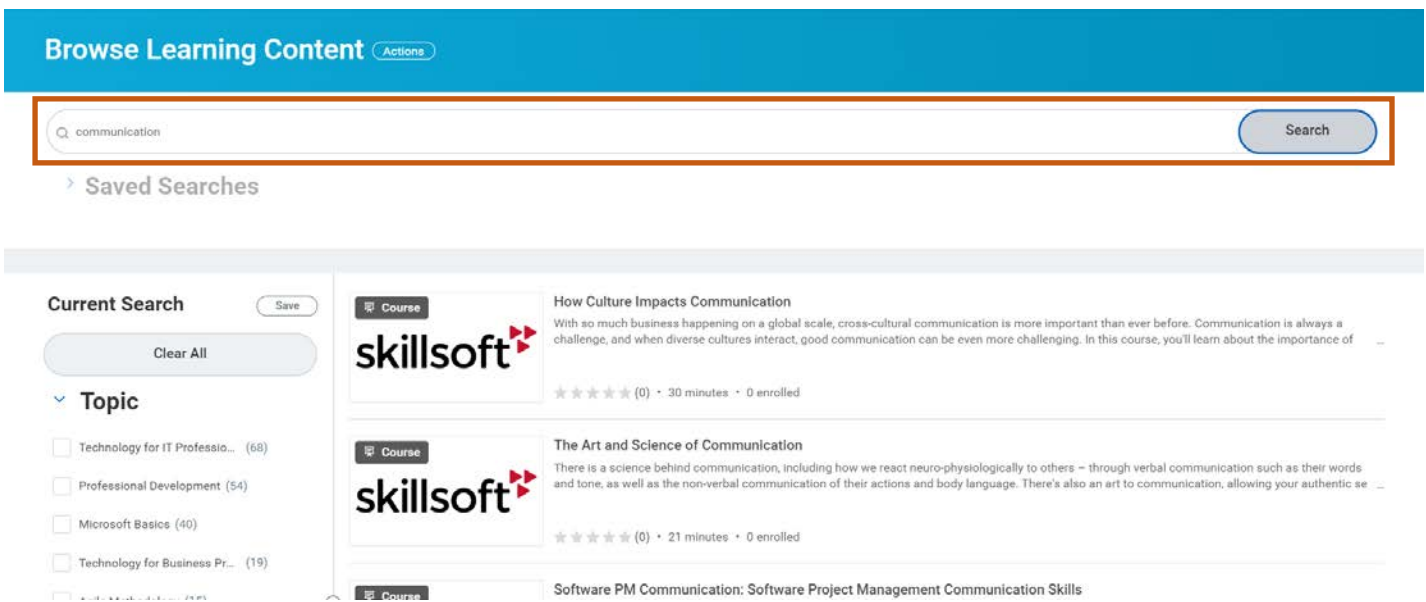 Browse Learning Content Actions
communication
Search
Saved Searches
Current Search Save
Clear All
Topic
Technology for IT Professio... (68)
Professional Development (54)
Microsoft Basics (40)
Technology for Business Pr... (19)
Agile Methodology (15)
Course
skillsoft
How Culture Impacts Communication
With so much business happening on a global scale, cross-cultural communication is more important than ever before. Communication is always a
challenge, and when diverse cultures interact, good communication can be even more challenging. In this course, you'll learn about the importance of ...
(0) • 30 minutes • 0 enrolled
Course
skillsoft
The Art and Science of Communication
There is a science behind communication, including how we react neuro-physiologically to others – through verbal communication such as their words
and tone, as well as the non-verbal communication of their actions and body language. There's also an art to communication, allowing your authentic se ...
(0) • 21 minutes • 0 enrolled
Course
Software PM Communication: Software Project Management Communication Skills